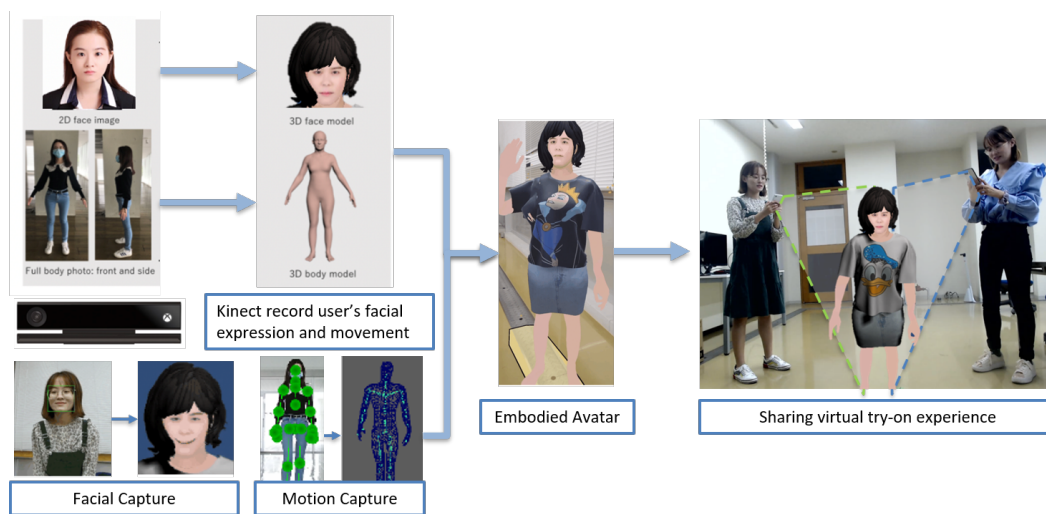 2D face image
3D face model
Full body photo: front and side
3D body model
Kinect record user's facial
expression and movement
Facial Capture
Motion Capture
Embodied Avatar
Sharing virtual try-on experience